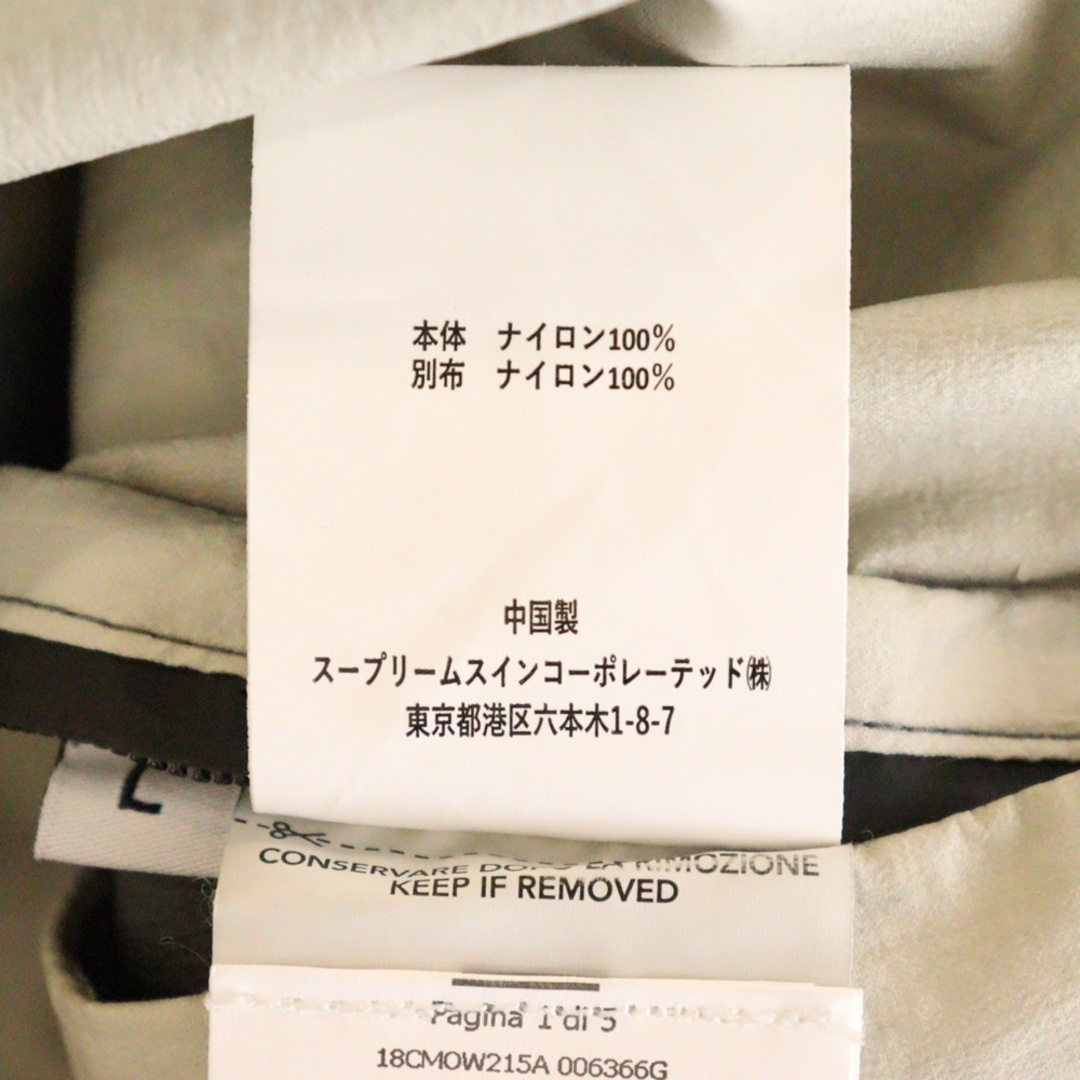 本体　ナイロン100%
別布　ナイロン100%
中国製
スープリームスインコーポレーテッド㈱
東京都港区六本木1-8-7
L
CONSERVARE DOPO LA RIMOZIONE
KEEP IF REMOVED
Pagina 1 di 5
18CMOW215A 006366G